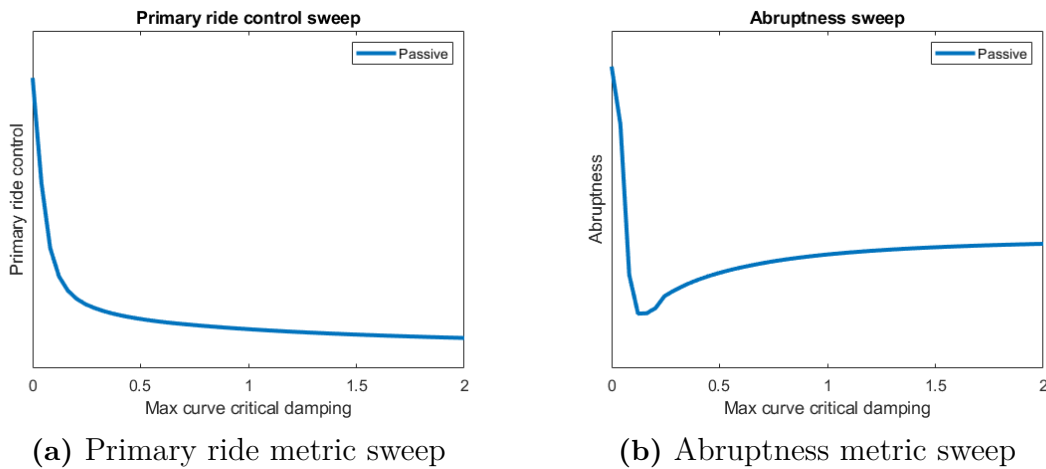 Primary ride control sweep
Passive
Primary ride control
0 0.5 1 1.5 2
Max curve critical damping
(a) Primary ride metric sweep
Abruptness sweep
Passive
Abruptness
0 0.5 1 1.5 2
Max curve critical damping
(b) Abruptness metric sweep